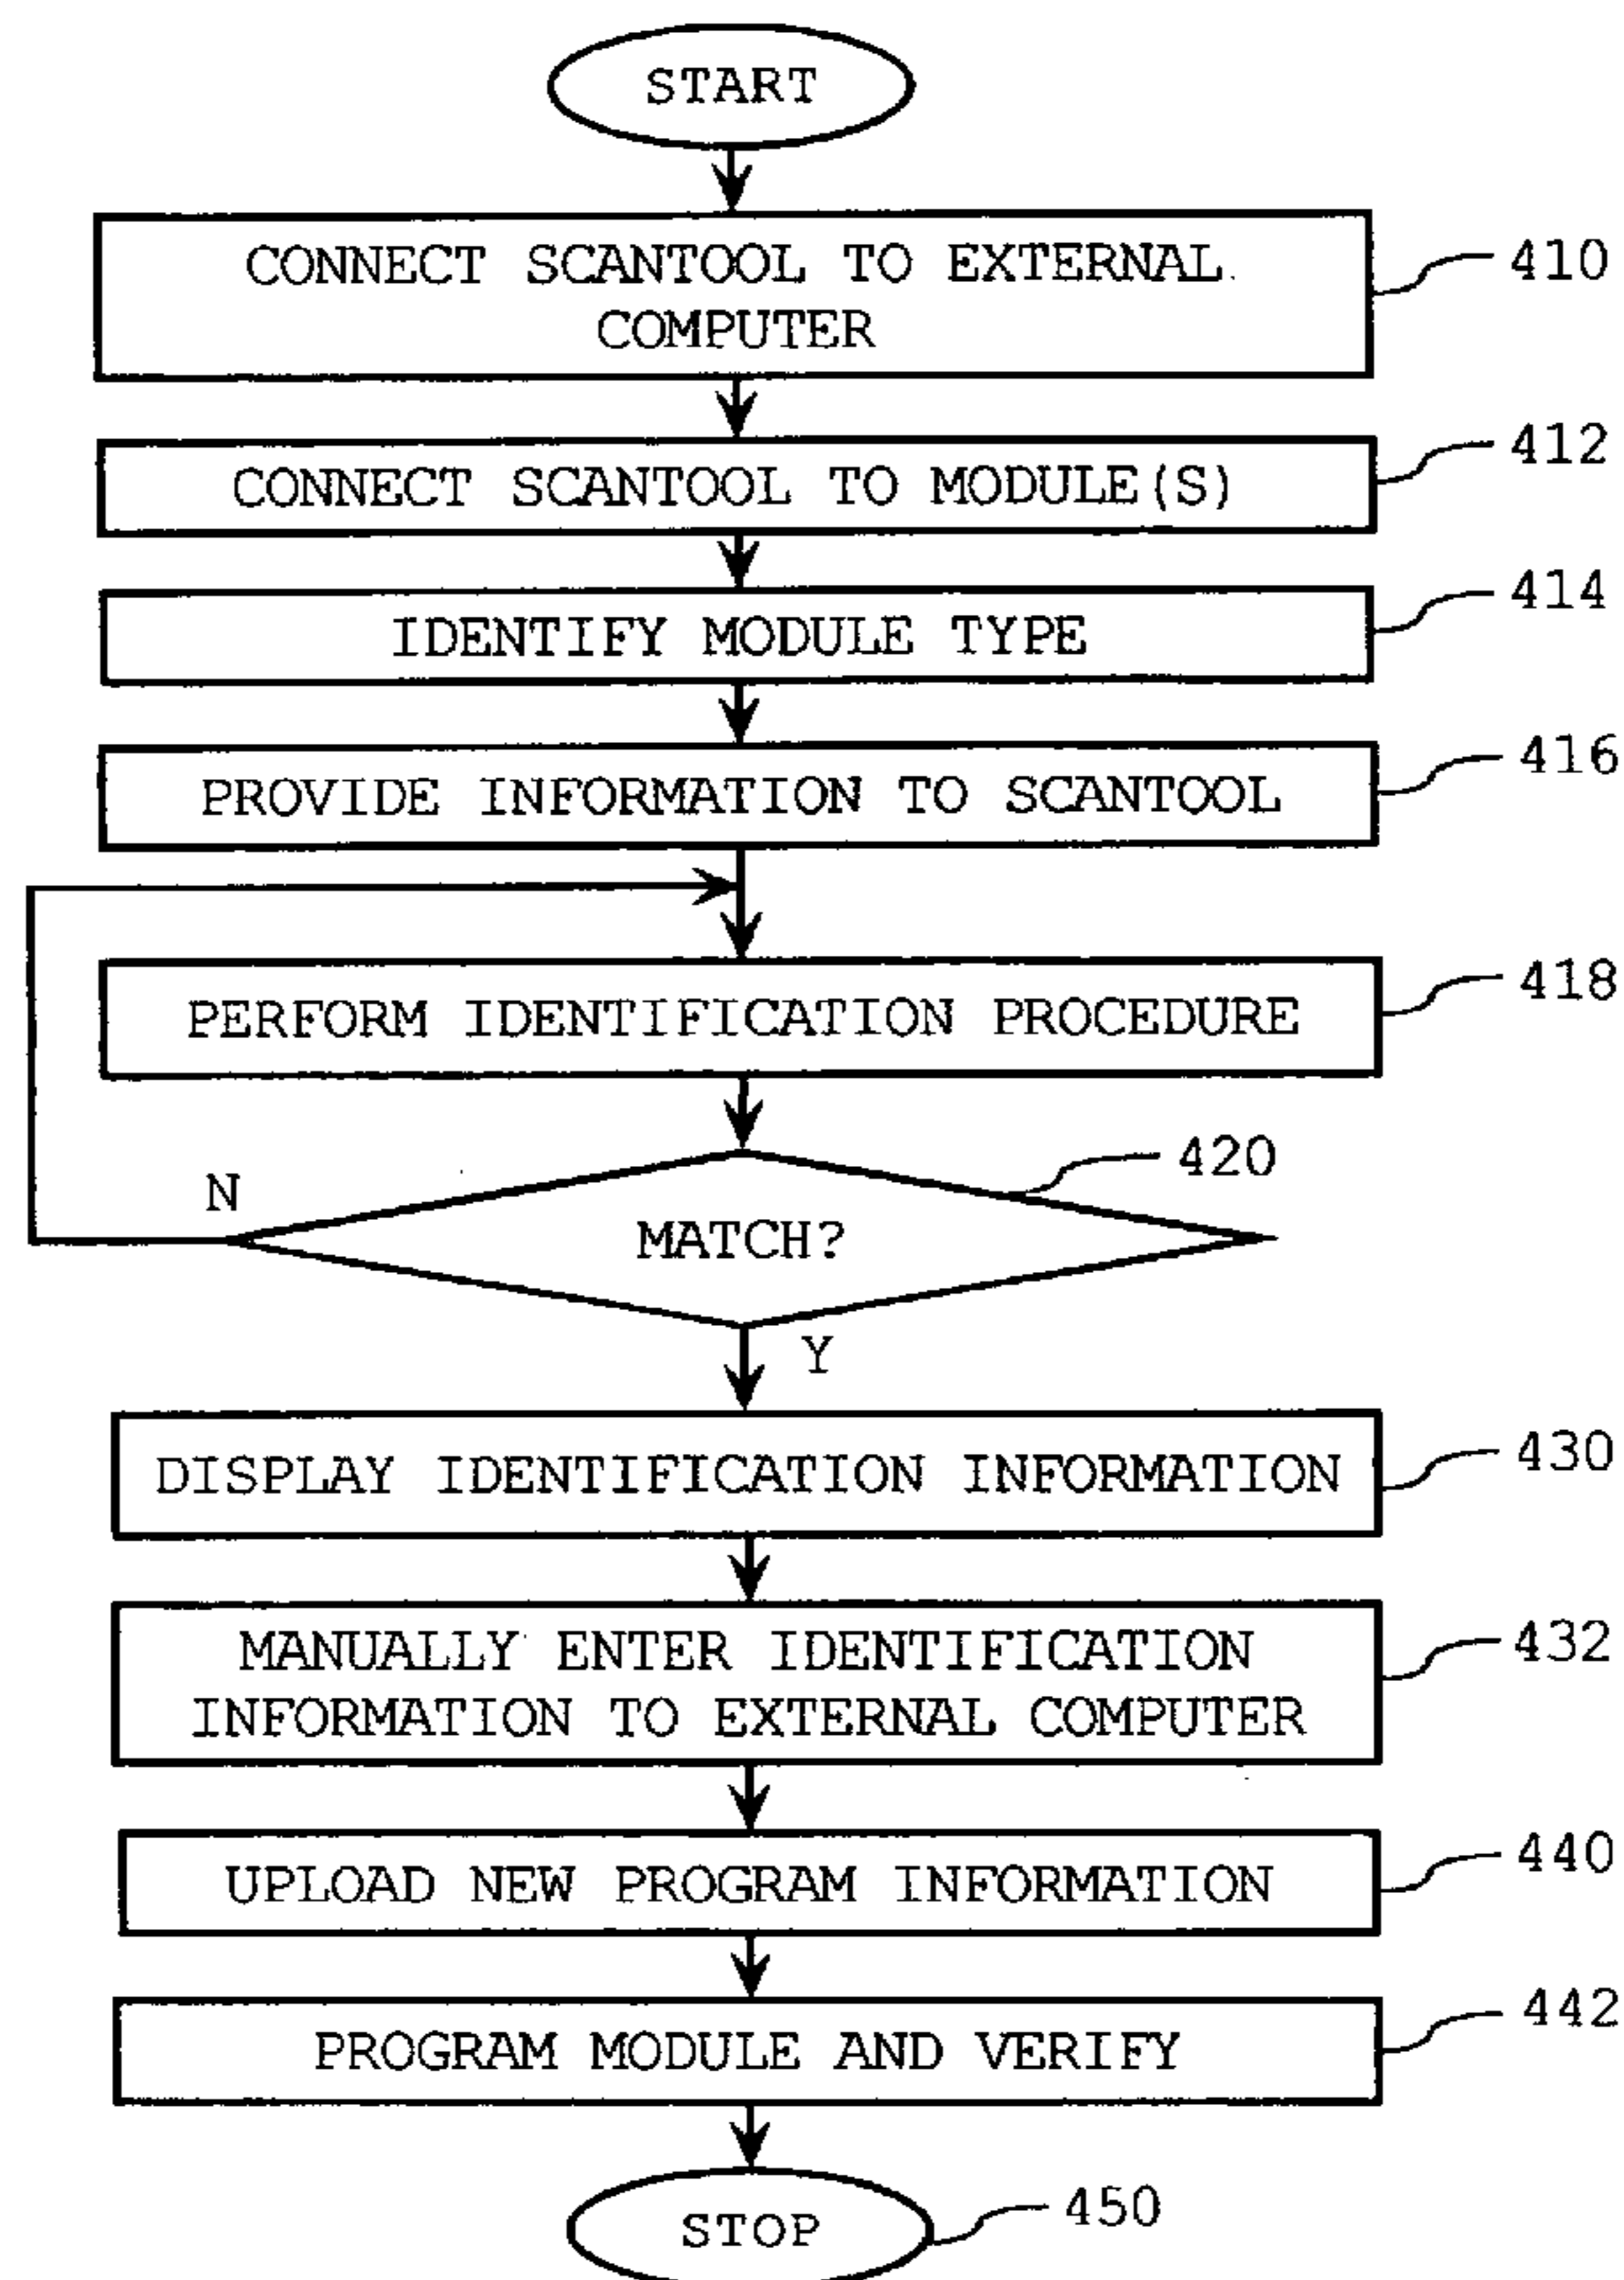 START
CONNECT SCANTOOL TO EXTERNAL
COMPUTER
410
CONNECT SCANTOOL TO MODULE(S)
412
IDENTIFY MODULE TYPE
414
PROVIDE INFORMATION TO SCANTOOL
416
PERFORM IDENTIFICATION PROCEDURE
418
420
N
MATCH?
Y
DISPLAY IDENTIFICATION INFORMATION
430
MANUALLY ENTER IDENTIFICATION
INFORMATION TO EXTERNAL COMPUTER
432
UPLOAD NEW PROGRAM INFORMATION
440
PROGRAM MODULE AND VERIFY
442
STOP
450